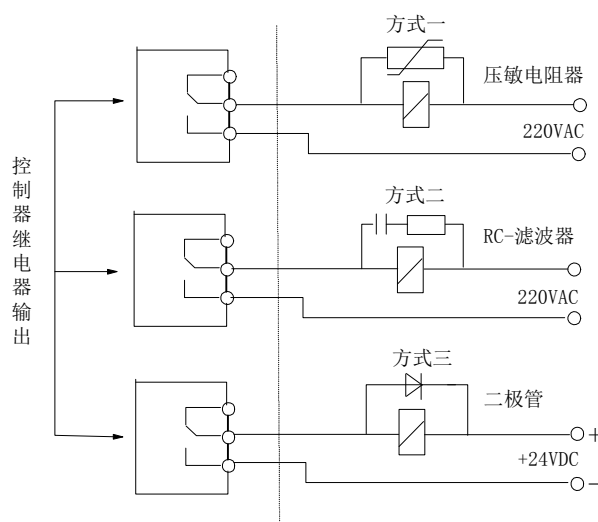 方式一
压敏电阻器
220VAC
控制器继电器输出
方式二
RC-滤波器
220VAC
方式三
二极管
+
+24VDC
−